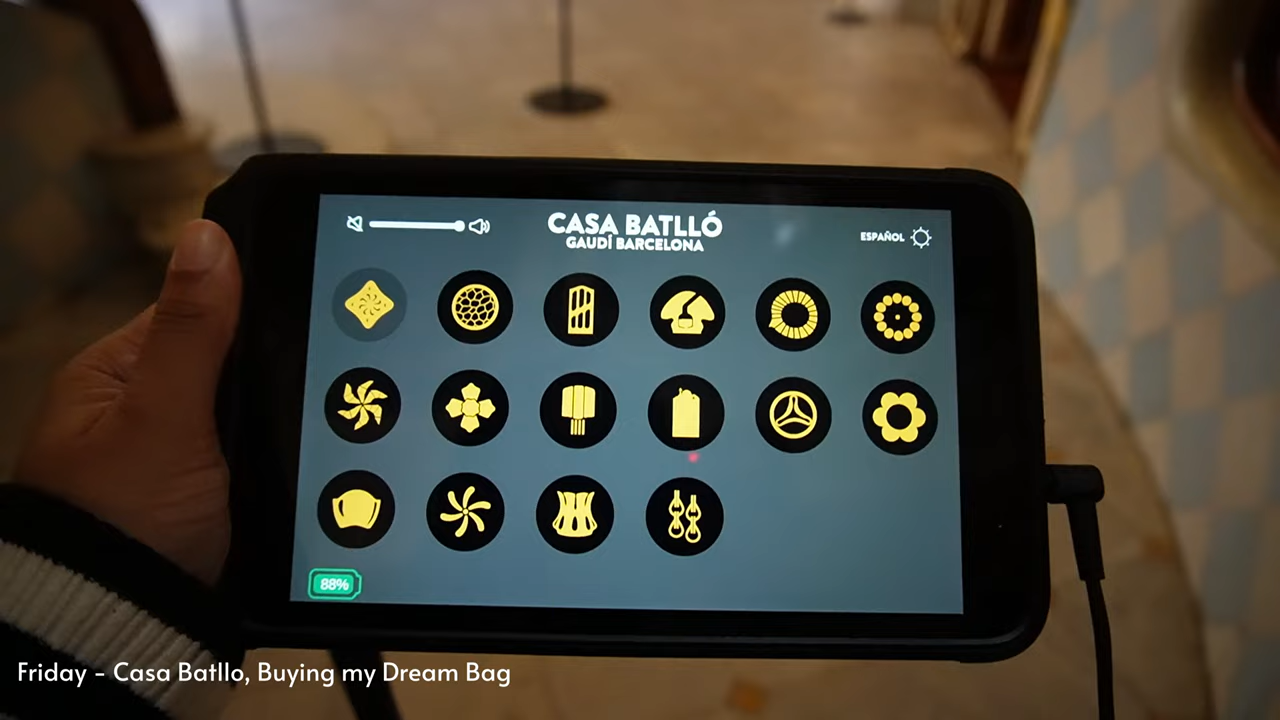 CASA BATLLÓ
GAUDÍ BARCELONA
ESPAÑOL
88%
Friday - Casa Batllo, Buying my Dream Bag